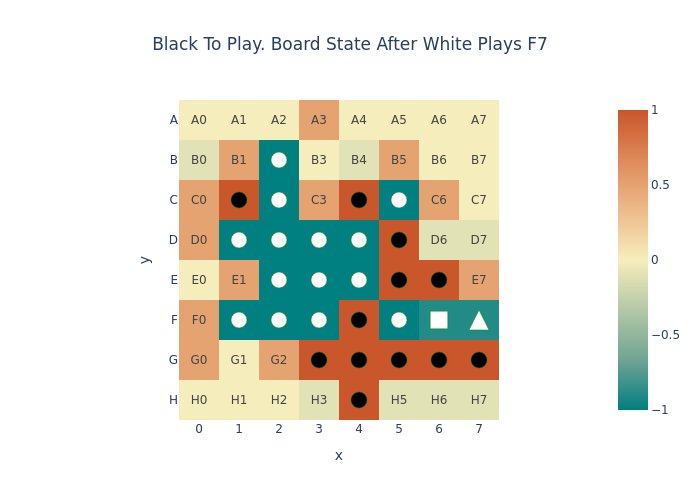 Black To Play. Board State After White Plays F7
A A0 A1 A2 A3 A4 A5 A6 A7
B B0 B1 B3 B4 B5 B6 B7
C C0 C3 C6 C7
D D0 D6 D7
E E0 E1 E7
F F0
G G0 G1 G2
H H0 H1 H2 H3 H5 H6 H7
0 1 2 3 4 5 6 7
x
y
1
0.5
0
−0.5
−1